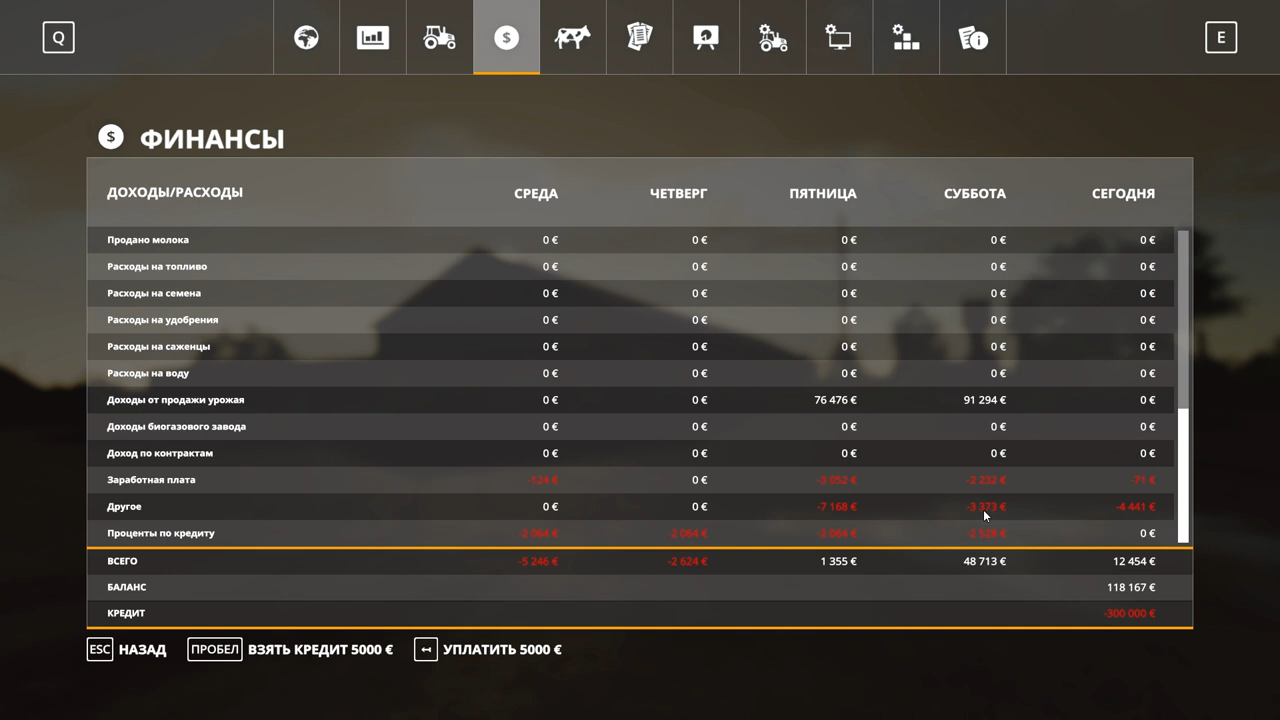 Q
$
E
$ ФИНАНСЫ
ДОХОДЫ/РАСХОДЫ СРЕДА ЧЕТВЕРГ ПЯТНИЦА СУББОТА СЕГОДНЯ
Продано молока 0 € 0 € 0 € 0 € 0 €
Расходы на топливо 0 € 0 € 0 € 0 € 0 €
Расходы на семена 0 € 0 € 0 € 0 € 0 €
Расходы на удобрения 0 € 0 € 0 € 0 € 0 €
Расходы на саженцы 0 € 0 € 0 € 0 € 0 €
Расходы на воду 0 € 0 € 0 € 0 € 0 €
Доходы от продажи урожая 0 € 0 € 76 476 € 91 294 € 0 €
Доходы биогазового завода 0 € 0 € 0 € 0 € 0 €
Доход по контрактам 0 € 0 € 0 € 0 € 0 €
Заработная плата -124 € 0 € -3 052 € -2 232 € -71 €
Другое 0 € 0 € -7 168 € -3 373 € -4 441 €
Проценты по кредиту -2 064 € -2 064 € -2 064 € 0 €
ВСЕГО -5 246 € -2 624 € 1 355 € 48 713 € 12 454 €
БАЛАНС 118 167 €
КРЕДИТ -300 000 €
ESC НАЗАД ПРОБЕЛ ВЗЯТЬ КРЕДИТ 5000 € УПЛАТИТЬ 5000 €